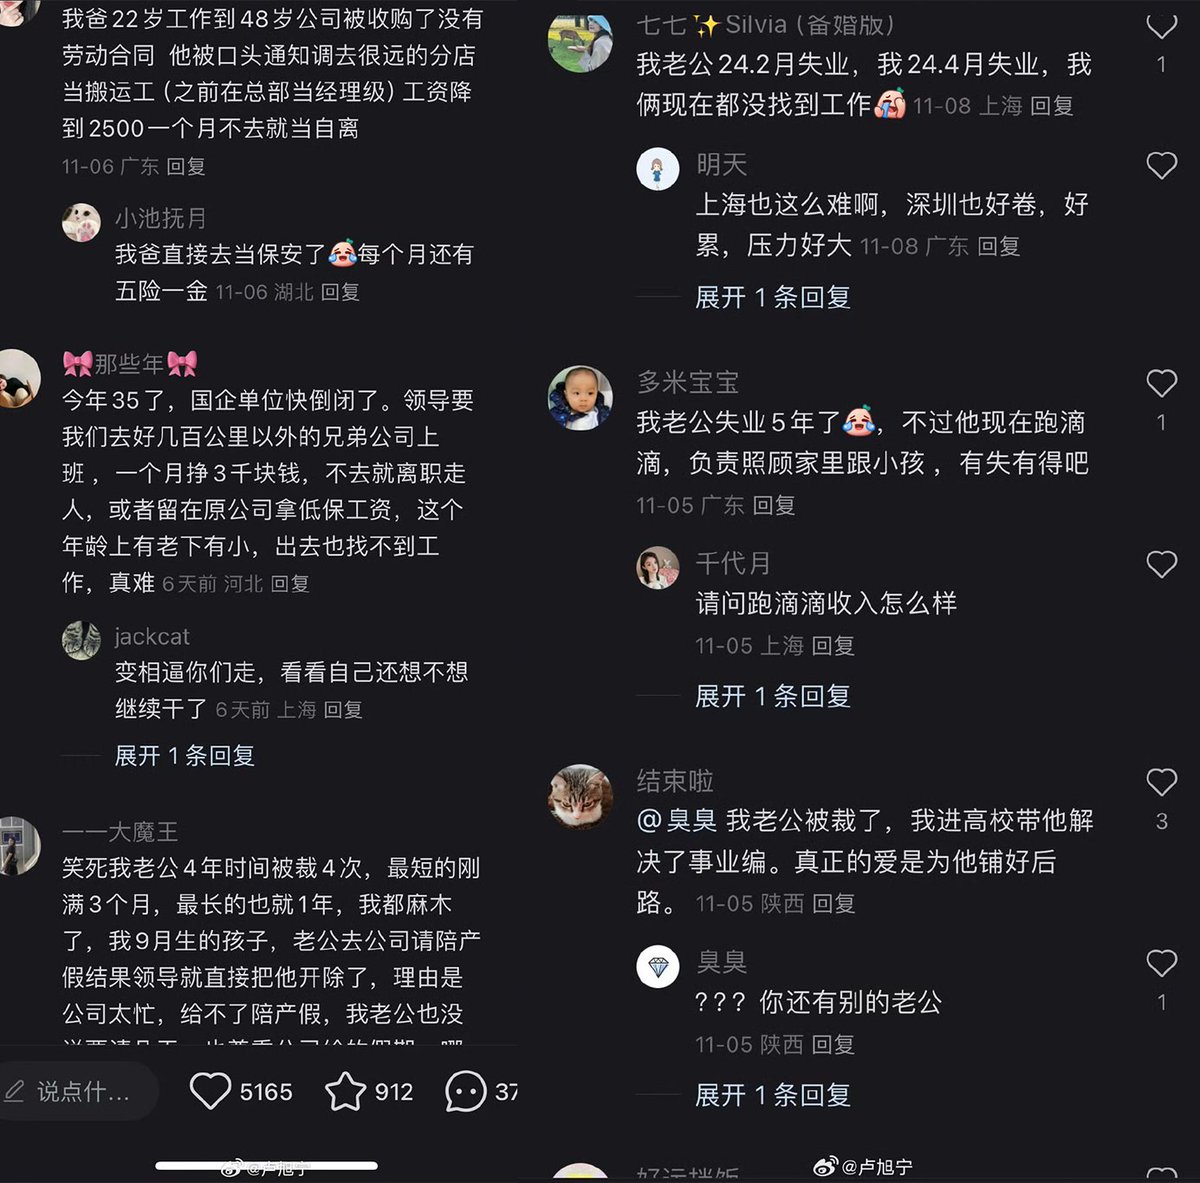 我爸22岁工作到48岁公司被收购了没有
劳动合同 他被口头通知调去很远的分店
当搬运工（之前在总部当经理级）工资降
到2500一个月不去就当自离
11-06 广东 回复
小池抚月
我爸直接去当保安了😭每个月还有
五险一金 11-06 湖北 回复
🎀那些年🎀
今年35了，国企单位快倒闭了。领导要
我们去好几百公里以外的兄弟公司上
班，一个月挣3千块钱，不去就离职走
人，或者留在原公司拿低保工资，这个
年龄上有老下有小，出去也找不到工
作，真难 6天前 河北 回复
jackcat
变相逼你们走，看看自己还想不想
继续干了 6天前 上海 回复
展开 1 条回复
一一大魔王
笑死我老公4年时间被裁4次，最短的刚
满3个月，最长的也就1年，我都麻木
了，我9月生的孩子，老公去公司请陪产
假结果领导就直接把他开除了，理由是
公司太忙，给不了陪产假，我老公也没
说点什...
5165
912
37
@卢旭宁
七七✨Silvia（备婚版）
我老公24.2月失业，我24.4月失业，我
俩现在都没找到工作😭 11-08 上海 回复
1
明天
上海也这么难啊，深圳也好卷，好
累，压力好大 11-08 广东 回复
展开 1 条回复
多米宝宝
我老公失业5年了😂，不过他现在跑滴
滴，负责照顾家里跟小孩，有失有得吧
1
11-05 广东 回复
千代月
请问跑滴滴收入怎么样
11-05 上海 回复
展开 1 条回复
结束啦
@臭臭 我老公被裁了，我进高校带他解
决了事业编。真正的爱是为他铺好后
路。 11-05 陕西 回复
3
臭臭
？？？你还有别的老公
1
11-05 陕西 回复
展开 1 条回复
@卢旭宁